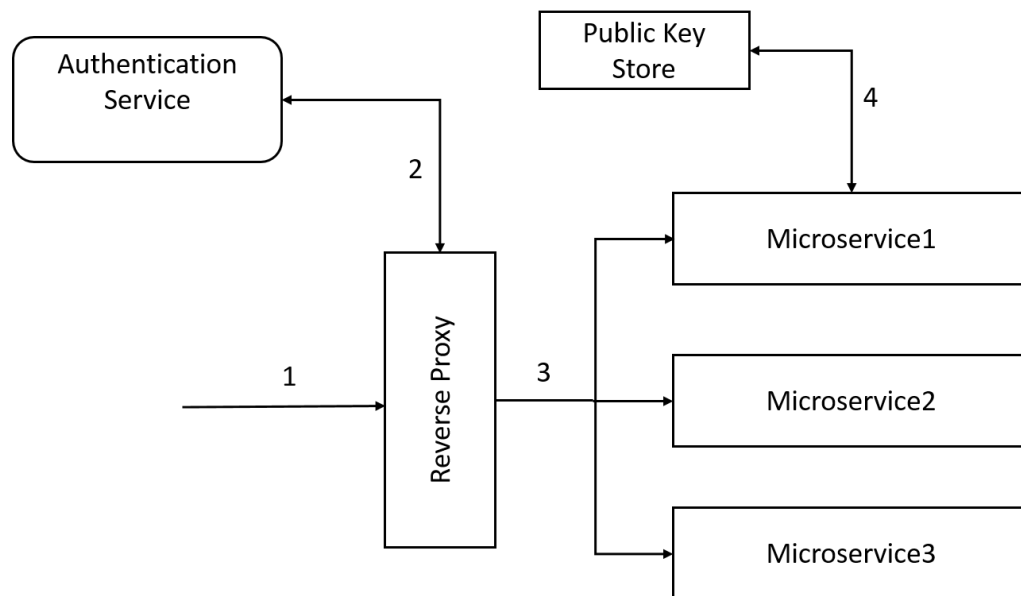 Authentication
Service
Public Key
Store
4
2
Microservice1
1
Reverse Proxy
3
Microservice2
Microservice3